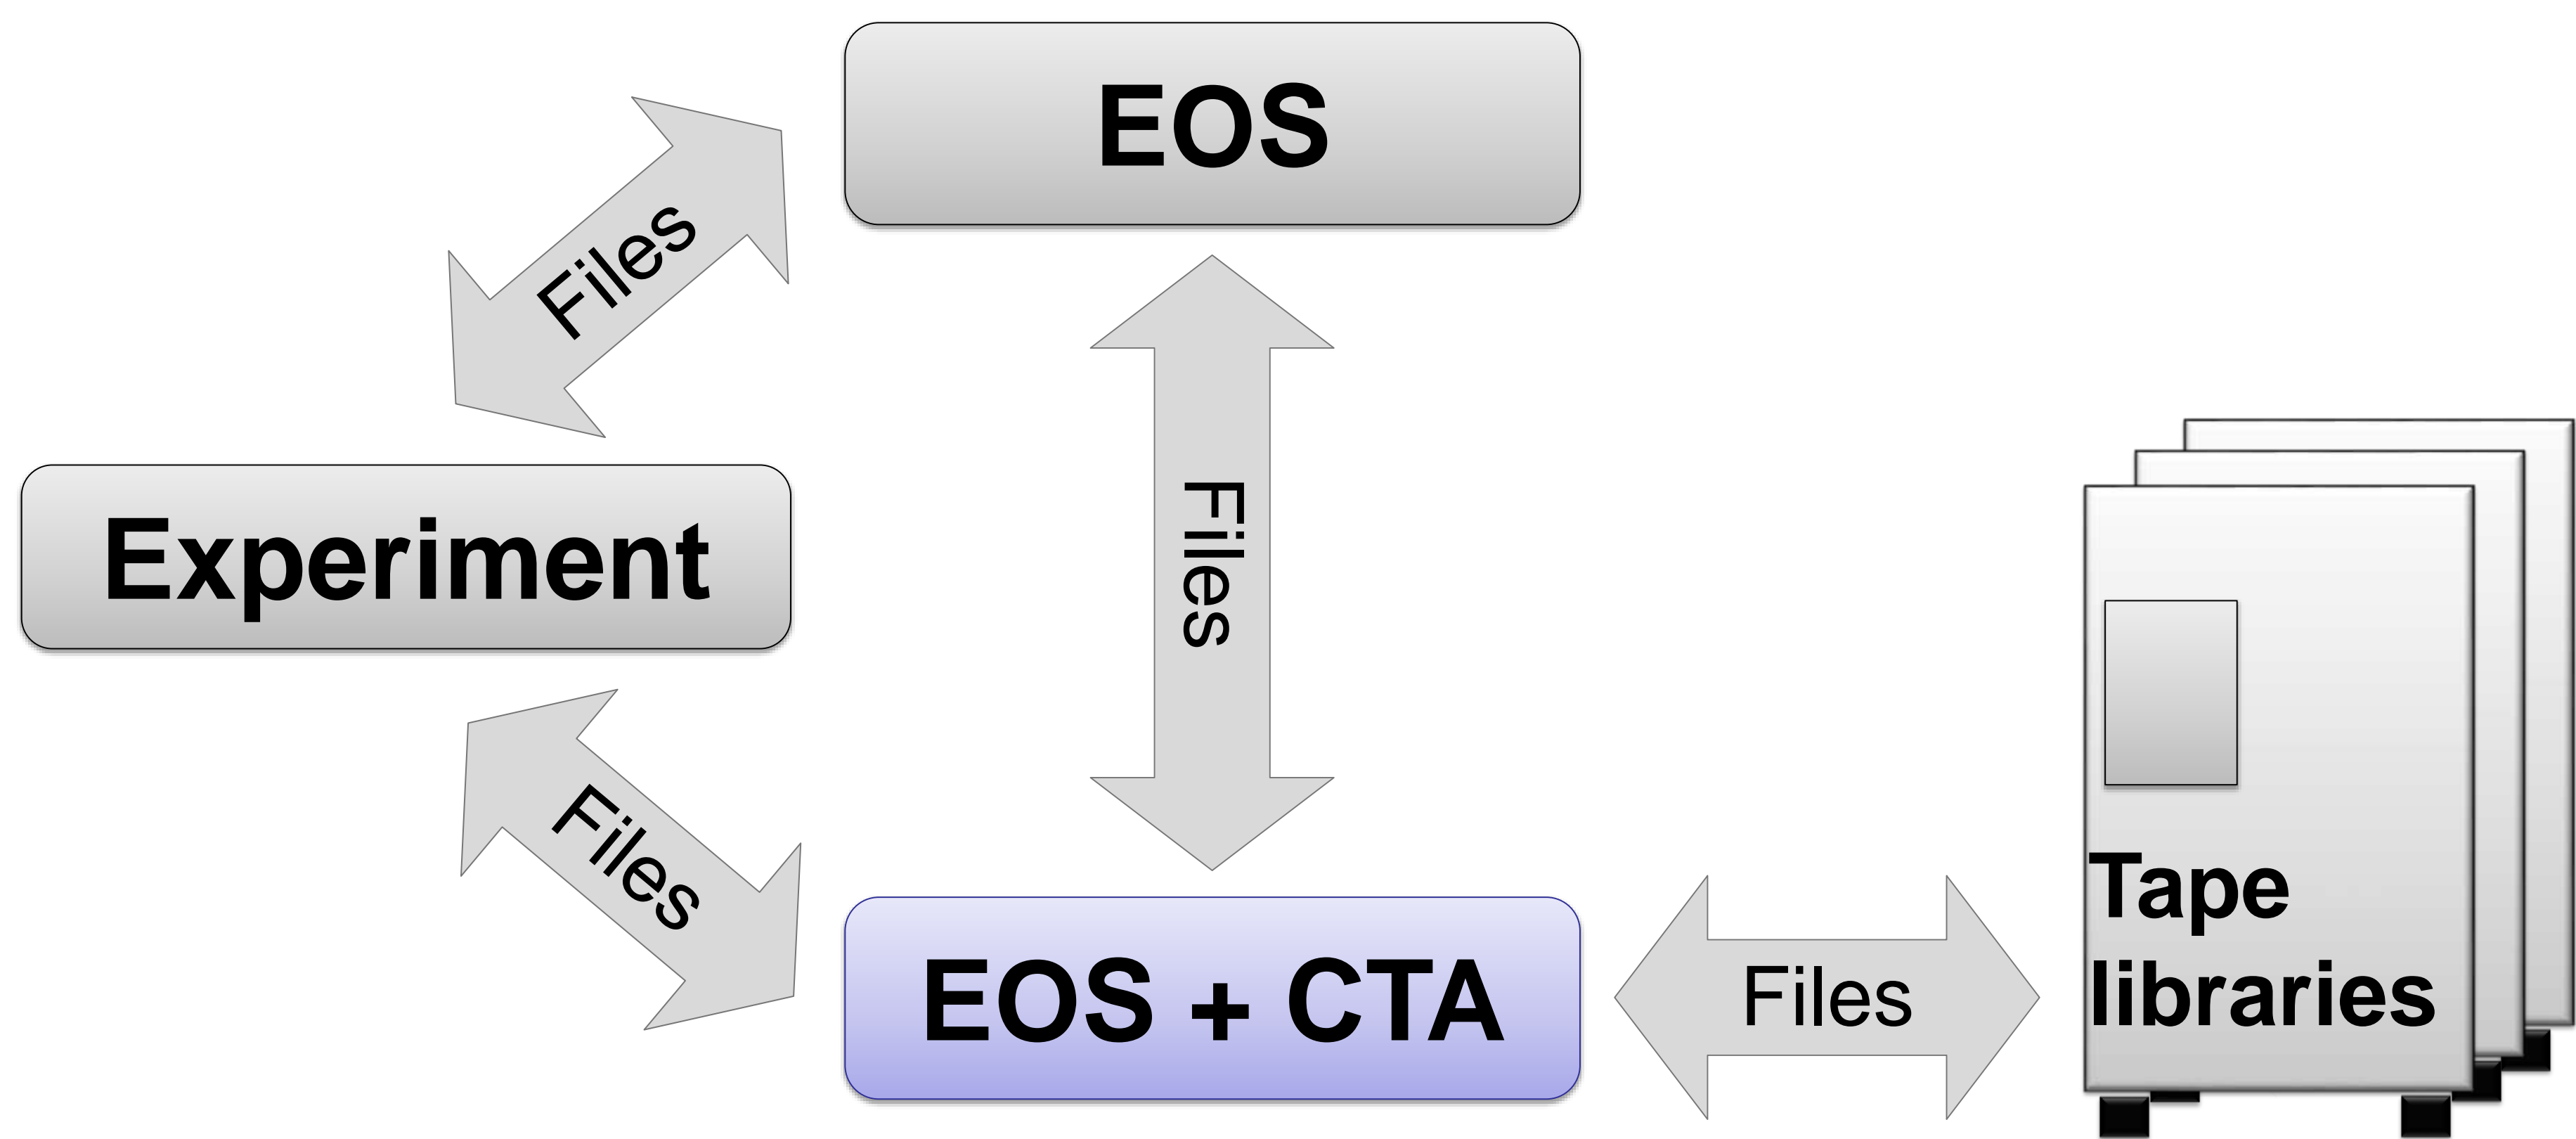 EOS
Files
Experiment
Files
Files
EOS + CTA
Files
Tape
libraries